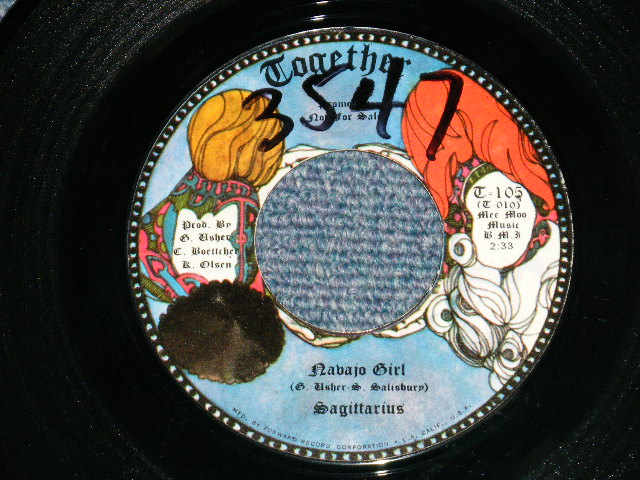 Together
3547
Not For Sale
Prod. By
G. Usher
C. Boettcher
K. Olsen
T-105
(T 010)
Mee Moo
Music
B.M.I
2:33
Navajo Girl
(G. Usher-S. Salisbury)
Sagittarius
MFD. BY FORWARD RECORD CORPORATION • L.A. CALIF., U.S.A.